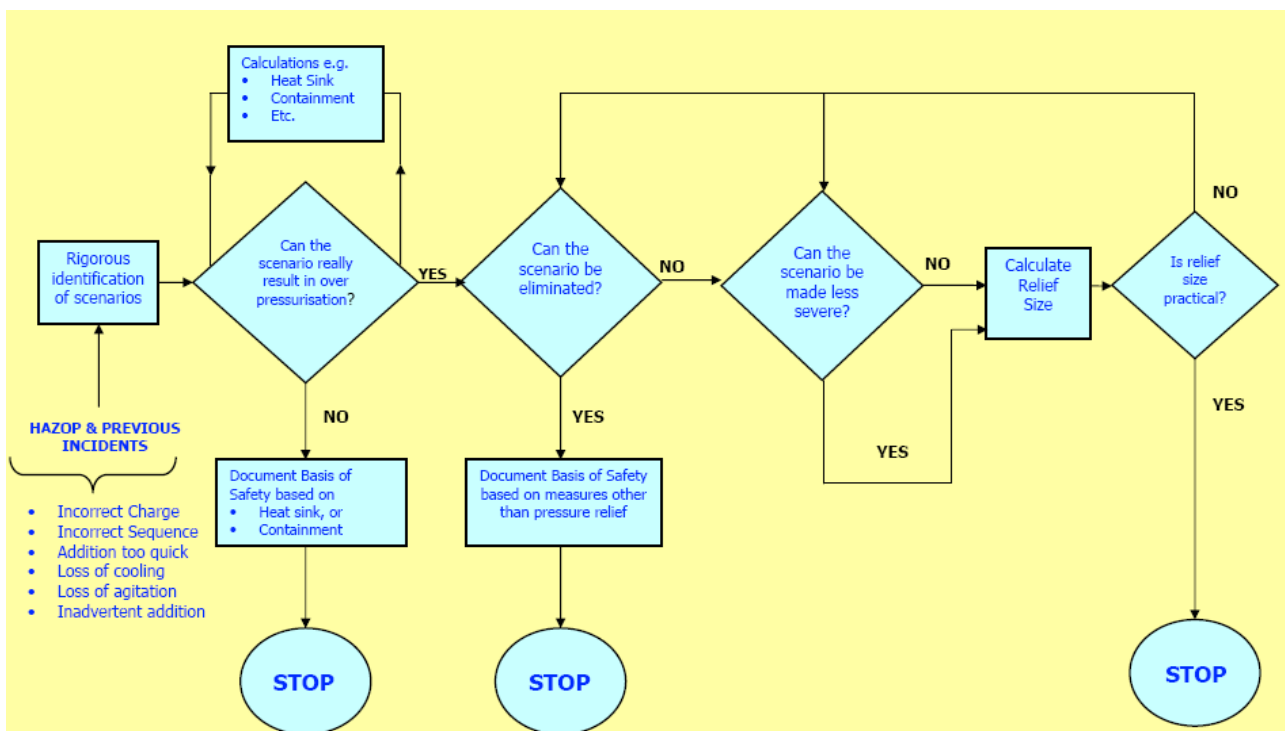 Calculations e.g.
• Heat Sink
• Containment
• Etc.
Rigorous
identification
of scenarios
Can the
scenario really
result in over
pressurisation?
YES
Can the
scenario be
eliminated?
NO
Can the
scenario be
made less
severe?
NO
Calculate
Relief
Size
Is relief
size
practical?
NO
NO
YES
YES
YES
HAZOP & PREVIOUS
INCIDENTS
• Incorrect Charge
• Incorrect Sequence
• Addition too quick
• Loss of cooling
• Loss of agitation
• Inadvertent addition
Document Basis of
Safety based on
• Heat sink, or
• Containment
Document Basis of Safety
based on measures other
than pressure relief
STOP
STOP
STOP